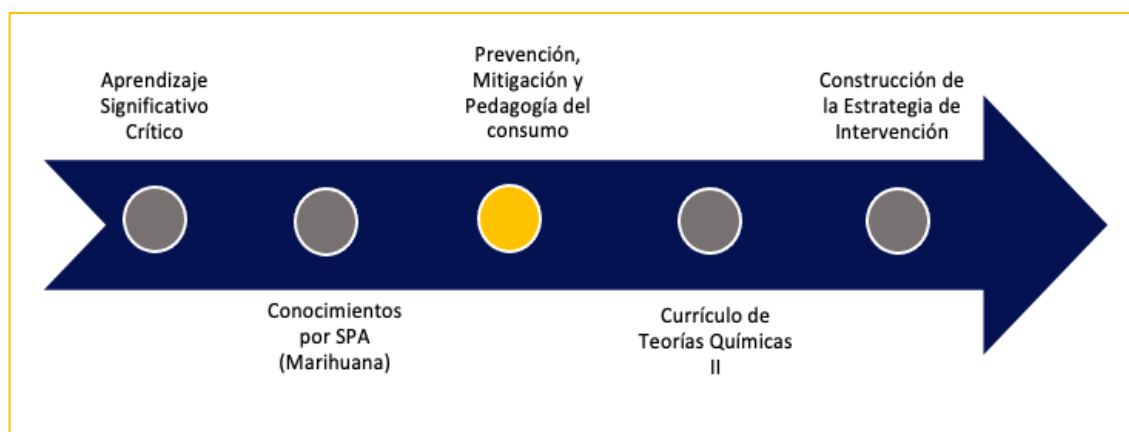 Aprendizaje
Significativo
Crítico
Conocimientos
por SPA
(Marihuana)
Prevención,
Mitigación y
Pedagogía del
consumo
Currículo de
Teorías Químicas
II
Construcción de
la Estrategia de
Intervención